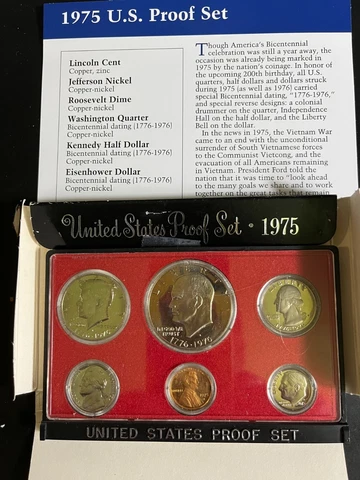 1975 U.S. Proof Set
Lincoln Cent
Copper, zinc
Jefferson Nickel
Copper-nickel
Roosevelt Dime
Copper-nickel
Washington Quarter
Bicentennial dating (1776-1976)
Copper-nickel
Kennedy Half Dollar
Bicentennial dating (1776-1976)
Copper-nickel
Eisenhower Dollar
Bicentennial dating (1776-1976)
Copper-nickel
Though America's Bicentennial
celebration was still a year away, the
occasion was already being marked in
1975 by the nation's coinage. In honor of
the upcoming 200th birthday, all U.S.
quarters, half dollars and dollars struck
during 1975 (as well as 1976) carried
special Bicentennial dating, "1776-1976,"
and special reverse designs: a colonial
drummer on the quarter, Independence
Hall on the half dollar, and the Liberty
Bell on the dollar.
In the news in 1975, the Vietnam War
came to an end with the unconditional
surrender of South Vietnamese forces
to the Communist Vietcong, and the
evacuation of all Americans remaining
in Vietnam. President Ford told the
nation that it was time to "look ahead
to the many goals we share and to work
together on the great tasks that remain
United States Proof Set · 1975
IN GOD WE
TRUST
1776-1976
UNITED STATES PROOF SET